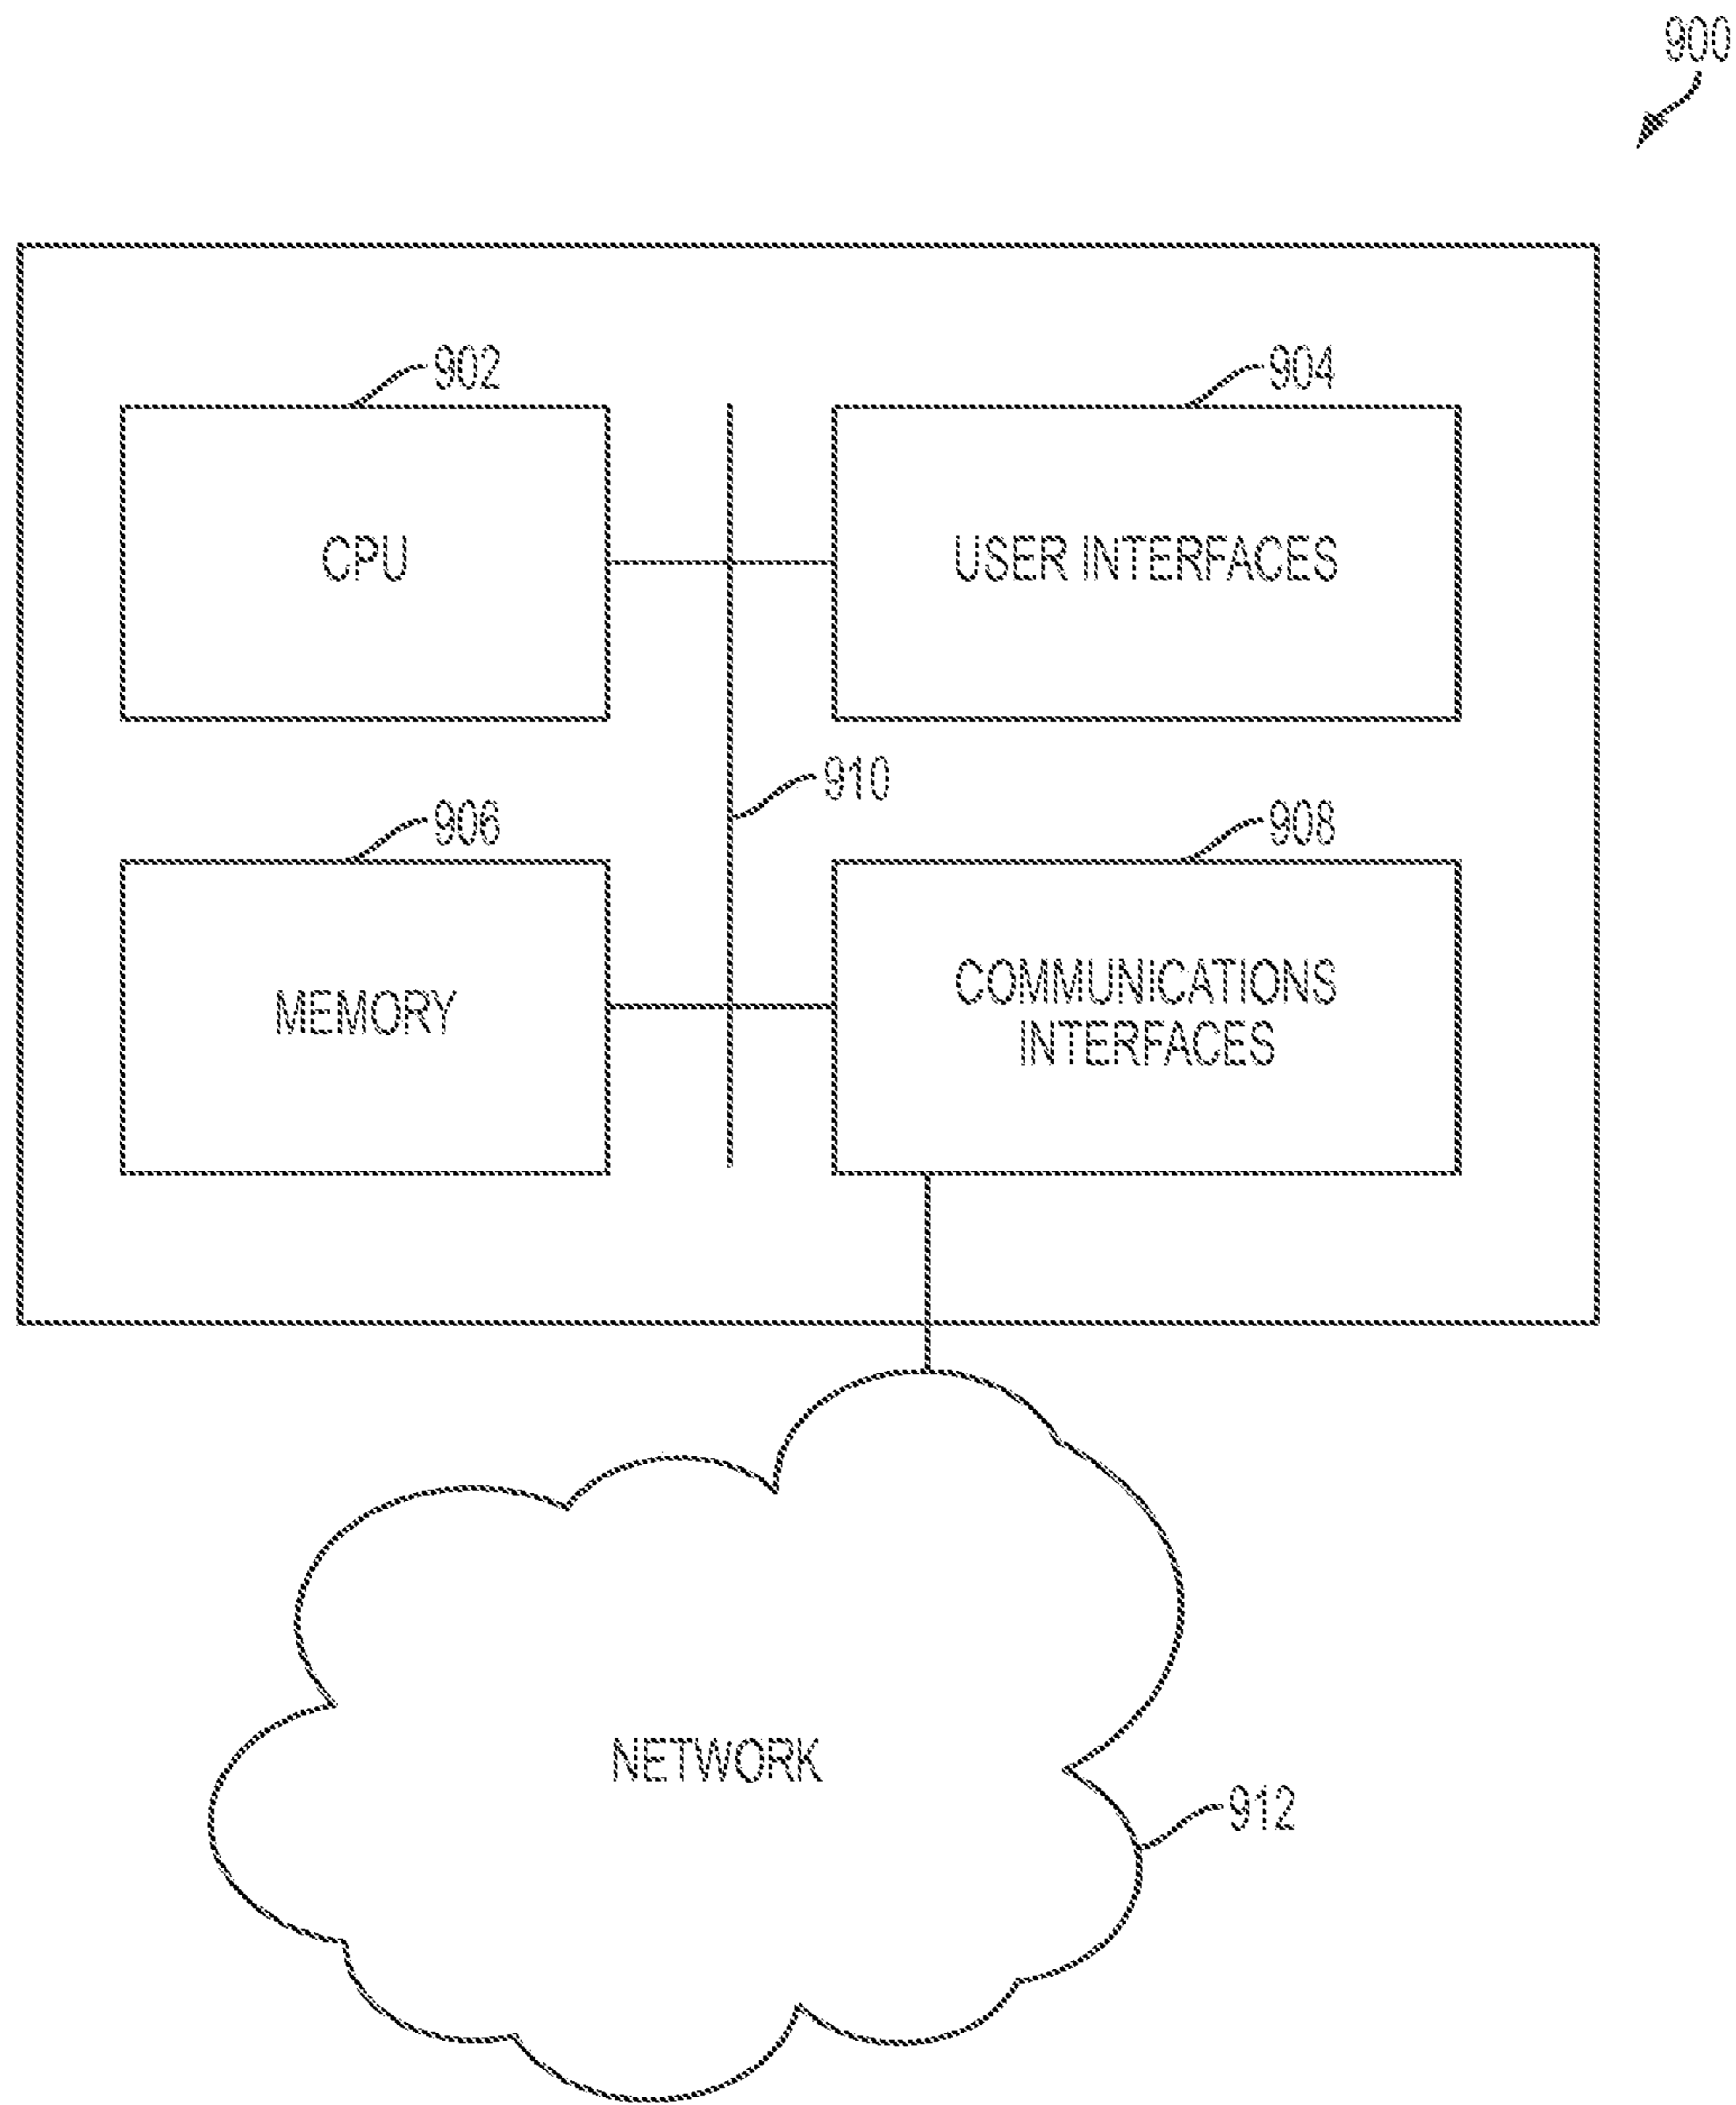 900
902
904
CPU
USER INTERFACES
910
906
908
MEMORY
COMMUNICATIONS
INTERFACES
NETWORK
912